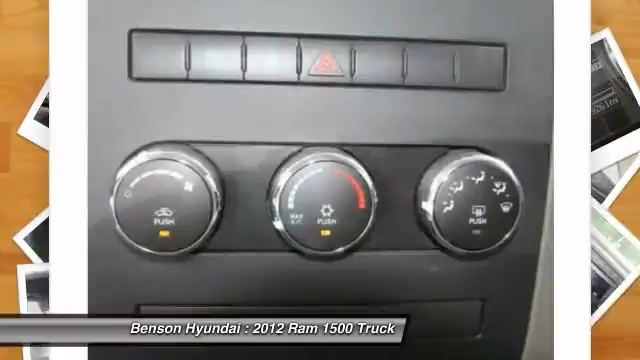 PUSH
MAX
A/C
PUSH
PUSH
Benson Hyundai : 2012 Ram 1500 Truck